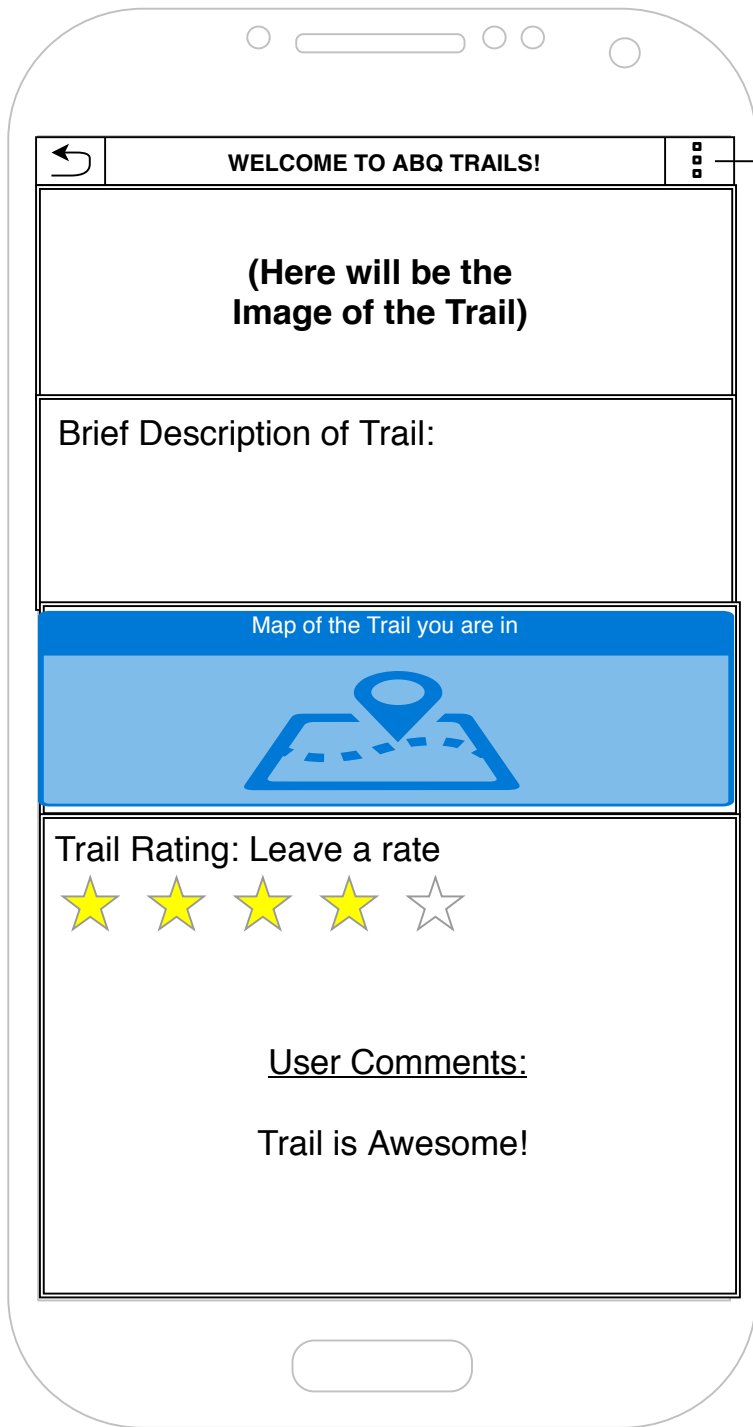 WELCOME TO ABQ TRAILS!
(Here will be the
Image of the Trail)
Brief Description of Trail:
Map of the Trail you are in
Trail Rating: Leave a rate
User Comments:
Trail is Awesome!